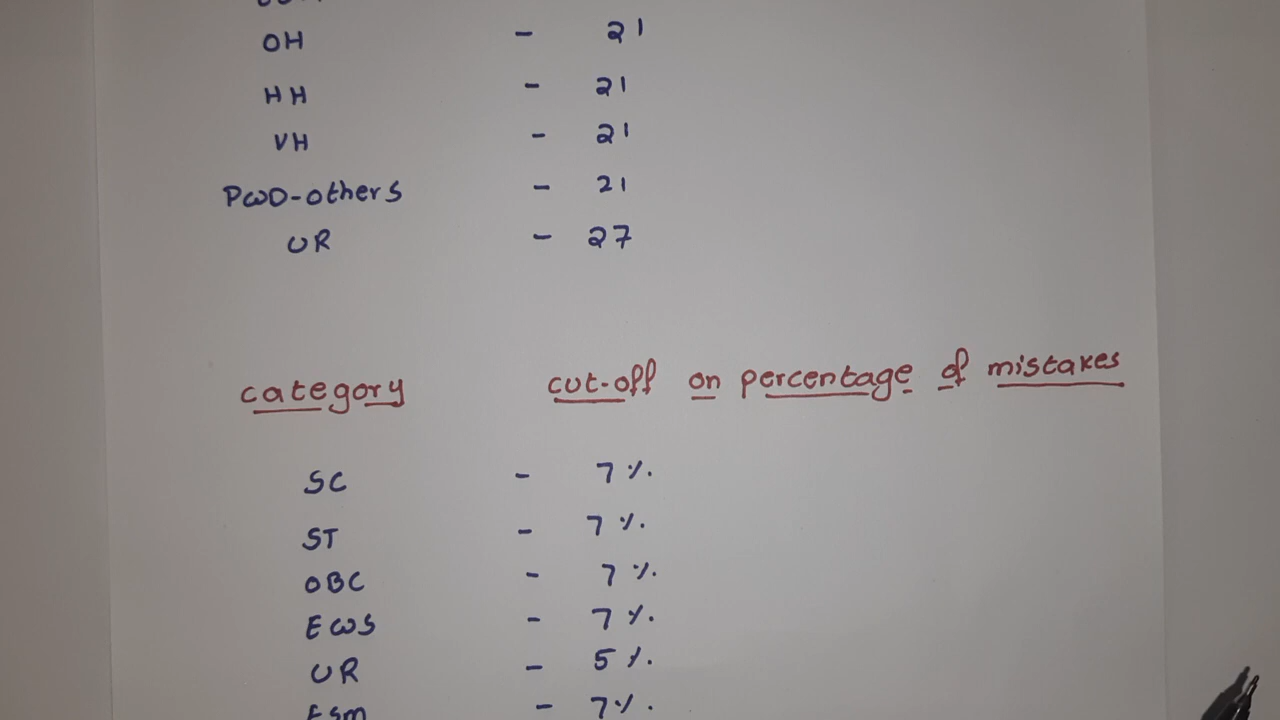 OH - 21
HH - 21
VH - 21
PWD-others - 21
UR - 27
category cut-off on percentage of mistakes
SC - 7%
ST - 7%
OBC - 7%
EWS - 7%
UR - 5%
ESM - 7%